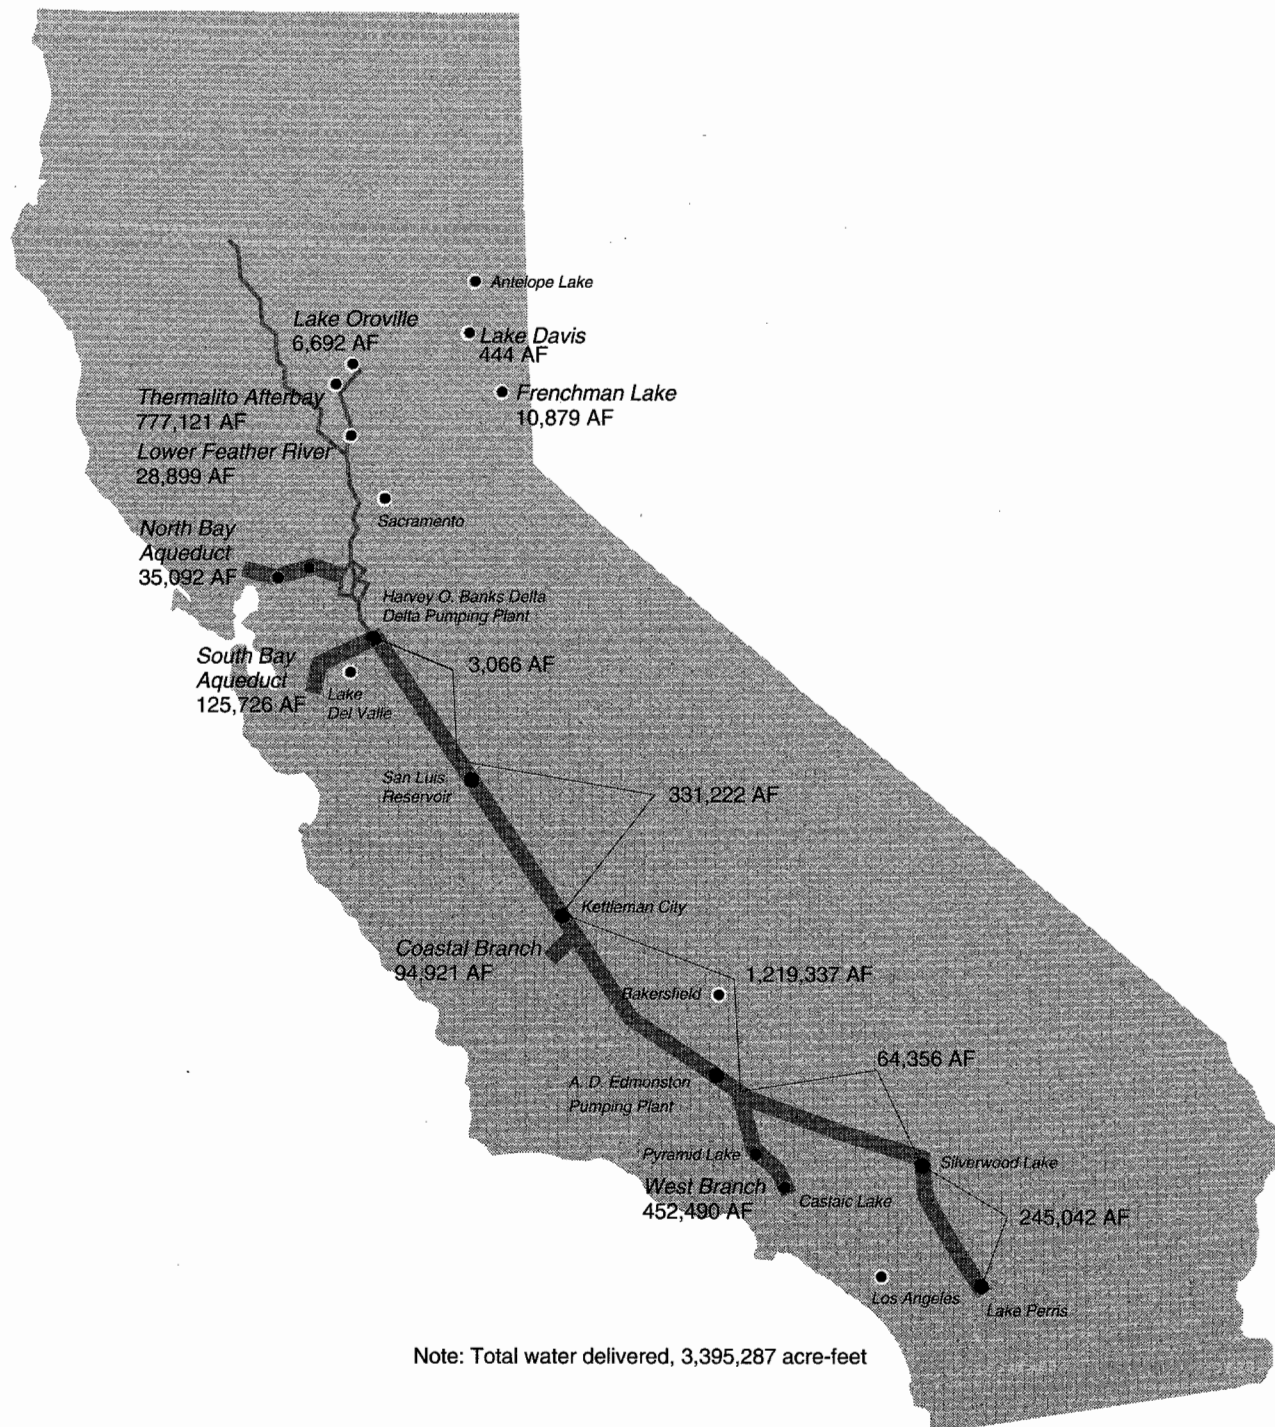 Antelope Lake
Lake Oroville
6,692 AF
Lake Davis
444 AF
Thermalito Afterbay
777,121 AF
Frenchman Lake
10,879 AF
Lower Feather River
28,899 AF
Sacramento
North Bay
Aqueduct
35,092 AF
Harvey O. Banks Delta
Delta Pumping Plant
South Bay
Aqueduct
125,726 AF
3,066 AF
Lake
Del Valle
San Luis
Reservoir
331,222 AF
Kettleman City
Coastal Branch
94,921 AF
1,219,337 AF
Bakersfield
64,356 AF
A. D. Edmonston
Pumping Plant
Pyramid Lake
Silverwood Lake
West Branch
452,490 AF
Castaic Lake
245,042 AF
Los Angeles
Lake Perris
Note: Total water delivered, 3,395,287 acre-feet